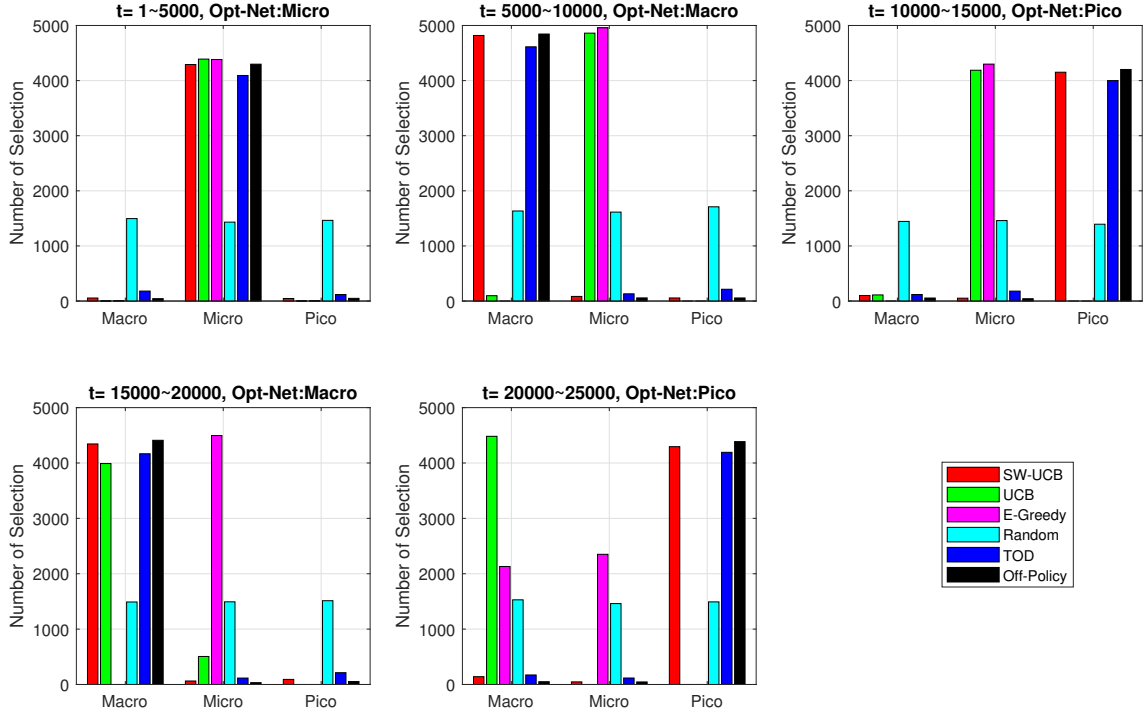 t= 1~5000, Opt-Net:Micro
Number of Selection
5000
4000
3000
2000
1000
0
Macro Micro Pico
t= 5000~10000, Opt-Net:Macro
Number of Selection
5000
4000
3000
2000
1000
0
Macro Micro Pico
t= 10000~15000, Opt-Net:Pico
Number of Selection
5000
4000
3000
2000
1000
0
Macro Micro Pico
t= 15000~20000, Opt-Net:Macro
Number of Selection
5000
4000
3000
2000
1000
0
Macro Micro Pico
t= 20000~25000, Opt-Net:Pico
Number of Selection
5000
4000
3000
2000
1000
0
Macro Micro Pico
SW-UCB
UCB
E-Greedy
Random
TOD
Off-Policy